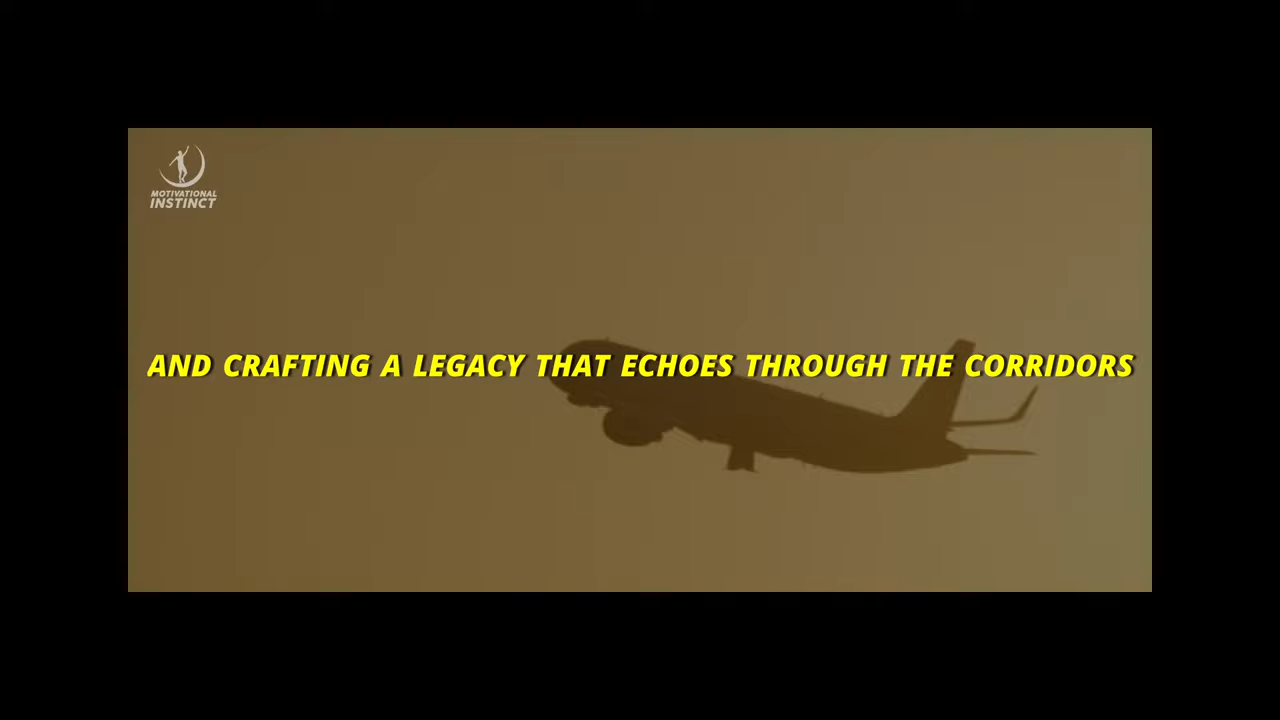 MOTIVATIONAL
INSTINCT
AND CRAFTING A LEGACY THAT ECHOES THROUGH THE CORRIDORS